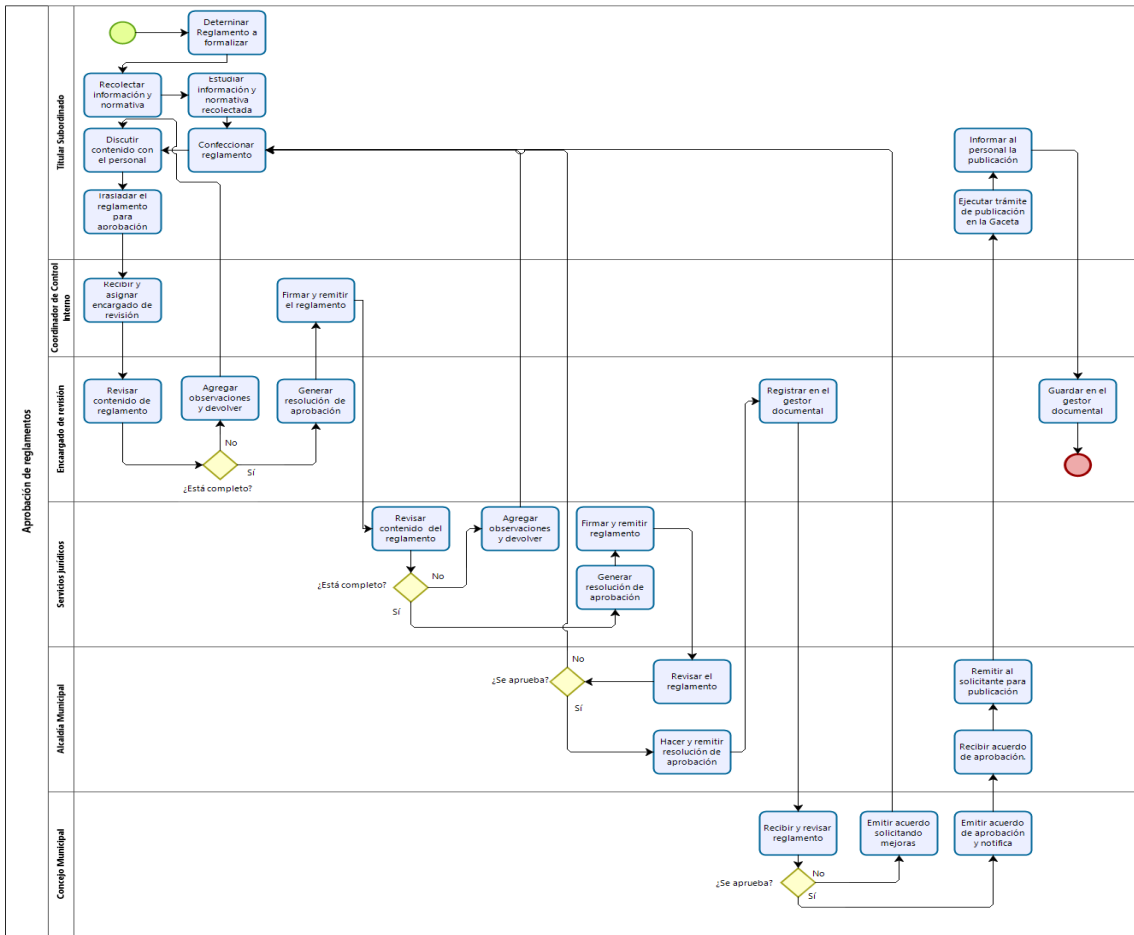 Aprobación de reglamentos
Titular Subordinado
Determinar
Reglamento a
formalizar
Recolectar
información y
normativa
Estudiar
información y
normativa
recolectada
Discutir
contenido con
el personal
Confeccionar
reglamento
Trasladar el
reglamento
para
aprobación
Informar al
personal la
publicación
Ejecutar trámite
de publicación
en la Gaceta
Coordinador de Control
Interno
Recibir y
asignar
encargado de
revisión
Firmar y remitir
el reglamento
Encaargado de revisión
Revisar
contenido de
reglamento
Agregar
observaciones
y devolver
Generar
resolución de
aprobación
No
Sí
¿Está completo?
Registrar en el
gestor
documental
Guardar en el
gestor
documental
Servicios jurídicos
Revisar
contenido del
reglamento
Agregar
observaciones
y devolver
Firmar y remitir
reglamento
Generar
resolución de
aprobación
¿Está completo?
No
Sí
Alcaldía Municipal
No
¿Se aprueba?
Sí
Revisar el
reglamento
Hacer y remitir
resolución de
aprobación
Remitir al
solicitante para
publicación
Recibir acuerdo
de aprobación.
Concejo Municipal
Recibir y revisar
reglamento
Emitir acuerdo
solicitando
mejoras
Emitir acuerdo
de aprobación
y notifica
¿Se aprueba?
No
Sí